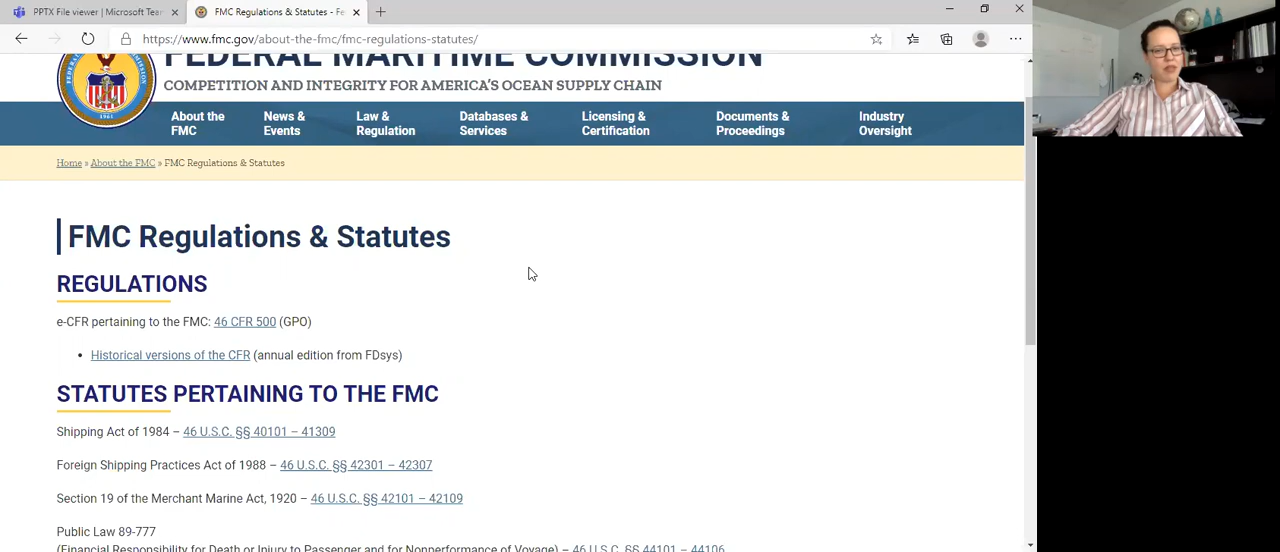 PPTX File viewer | Microsoft Tear
FMC Regulations & Statutes - Fe
https://www.fmc.gov/about-the-fmc/fmc-regulations-statutes/
FEDERAL MARITIME COMMISSION
COMPETITION AND INTEGRITY FOR AMERICA'S OCEAN SUPPLY CHAIN
1961
About the FMC
News & Events
Law & Regulation
Databases & Services
Licensing & Certification
Documents & Proceedings
Industry Oversight
Home » About the FMC » FMC Regulations & Statutes
FMC Regulations & Statutes
REGULATIONS
e-CFR pertaining to the FMC: 46 CFR 500 (GPO)
• Historical versions of the CFR (annual edition from FDsys)
STATUTES PERTAINING TO THE FMC
Shipping Act of 1984 – 46 U.S.C. §§ 40101 – 41309
Foreign Shipping Practices Act of 1988 – 46 U.S.C. §§ 42301 – 42307
Section 19 of the Merchant Marine Act, 1920 – 46 U.S.C. §§ 42101 – 42109
Public Law 89-777
(Financial Responsibility for Death or Injury to Passenger and for Nonperformance of Voyage) – 46 U.S.C. §§ 44101 – 44106